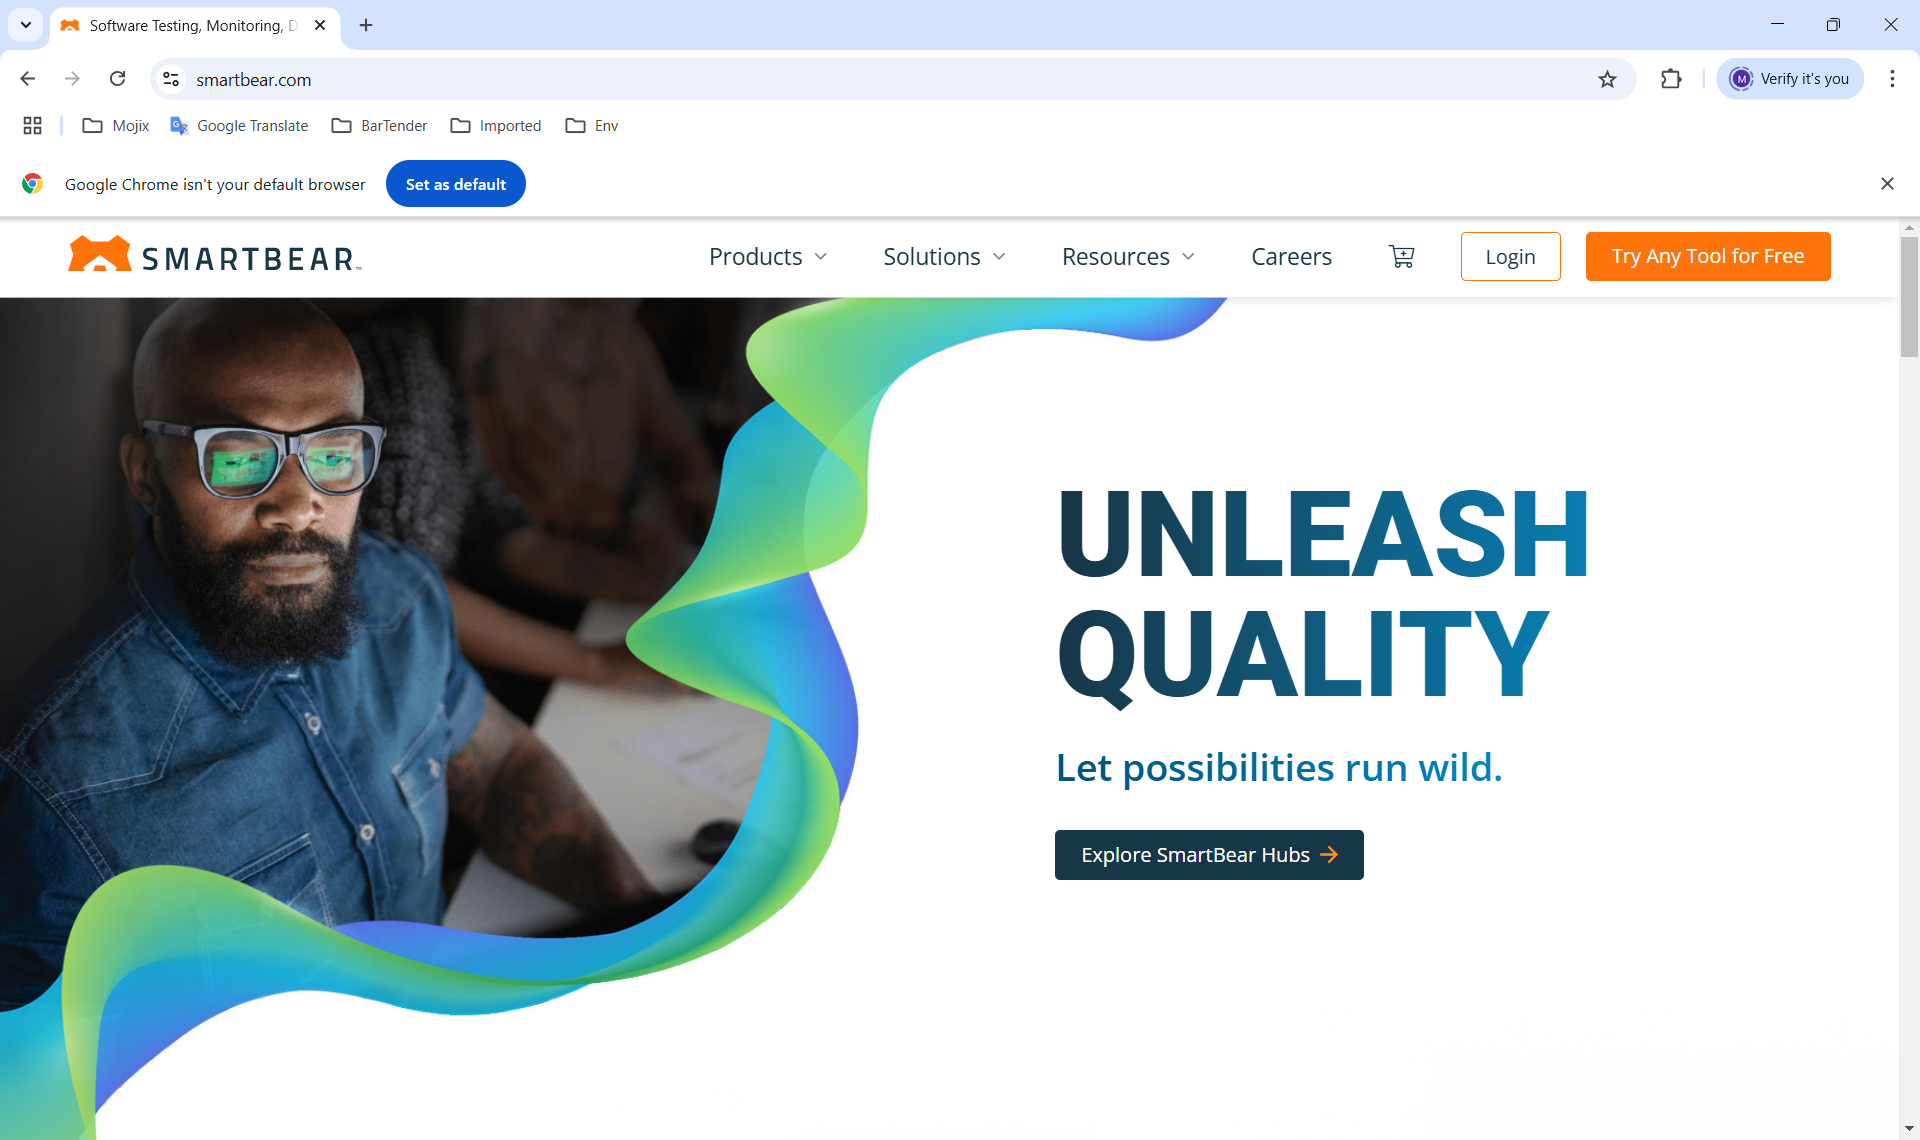 Software Testing, Monitoring, D
smartbear.com
Verify it's you
Mojix
Google Translate
BarTender
Imported
Env
Google Chrome isn't your default browser
Set as default
SMARTBEAR
Products
Solutions
Resources
Careers
Login
Try Any Tool for Free
UNLEASH
QUALITY
Let possibilities run wild.
Explore SmartBear Hubs